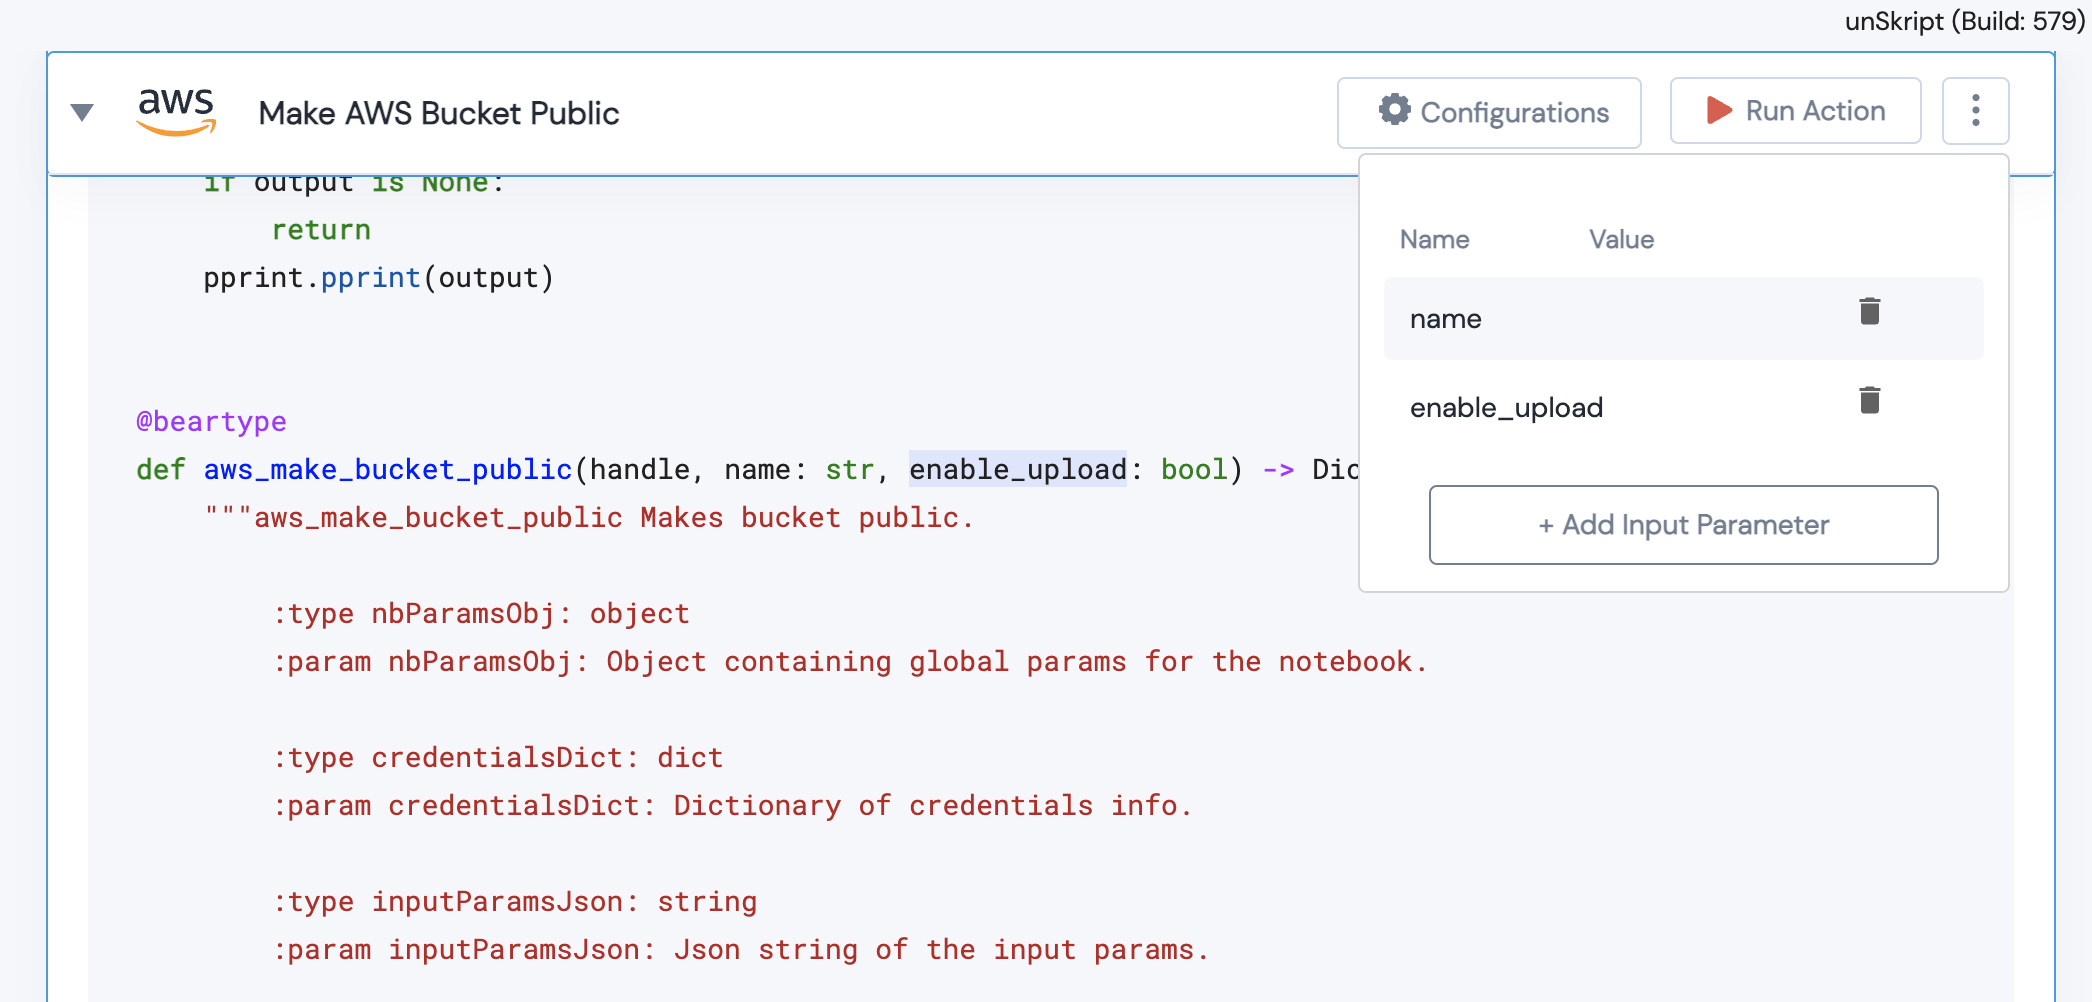 unSkript (Build: 579)
aws
Make AWS Bucket Public
Configurations
Run Action
if output is None:
return
pprint.pprint(output)
@beartype
def aws_make_bucket_public(handle, name: str, enable_upload: bool) -> Dic
"""aws_make_bucket_public Makes bucket public.
:type nbParamsObj: object
:param nbParamsObj: Object containing global params for the notebook.
:type credentialsDict: dict
:param credentialsDict: Dictionary of credentials info.
:type inputParamsJson: string
:param inputParamsJson: Json string of the input params.
Name Value
name
enable_upload
+ Add Input Parameter